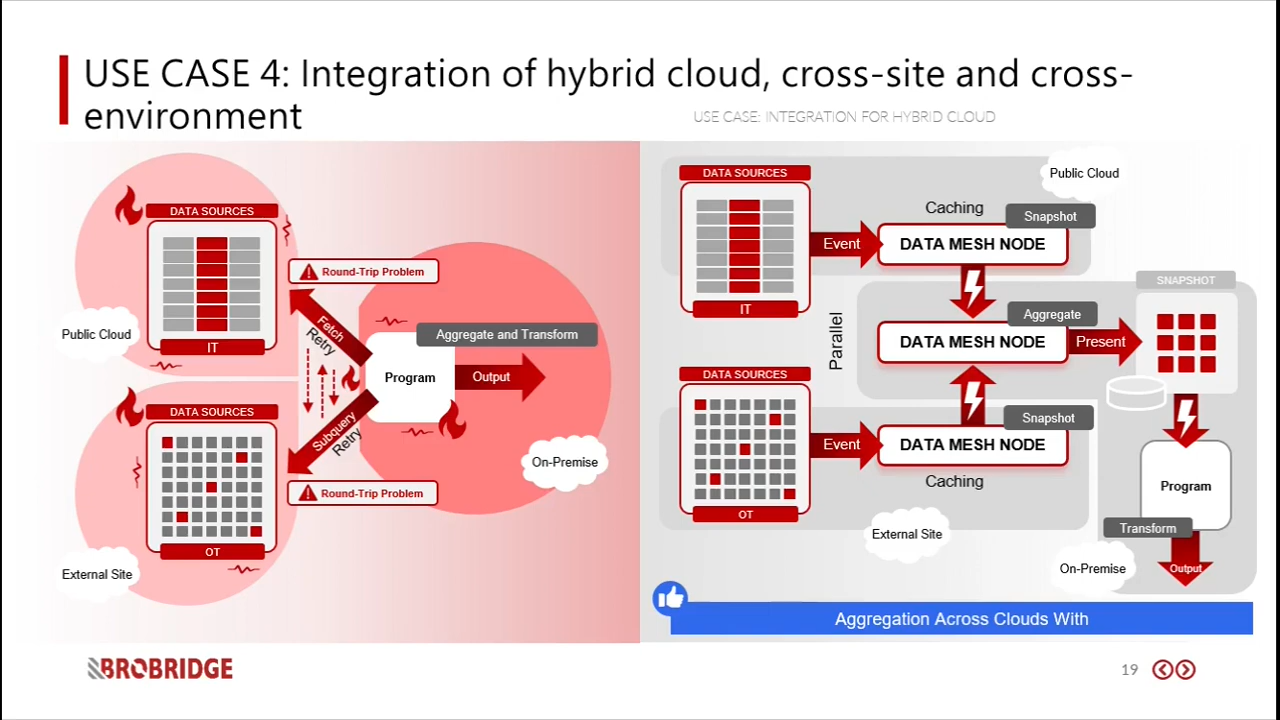 USE CASE 4: Integration of hybrid cloud, cross-site and cross-
environment
USE CASE: INTEGRATION FOR HYBRID CLOUD
DATA SOURCES
IT
Public Cloud
Round-Trip Problem
Fetch
Retry
Aggregate and Transform
Program
Output
DATA SOURCES
OT
Subquery
Retry
Round-Trip Problem
On-Premise
External Site
DATA SOURCES
IT
Public Cloud
Caching
Snapshot
Event
DATA MESH NODE
SNAPSHOT
Aggregate
Parallel
DATA MESH NODE
Present
DATA SOURCES
OT
Snapshot
Event
DATA MESH NODE
Caching
External Site
Program
Transform
On-Premise
Output
Aggregation Across Clouds With
BROBRIDGE
19